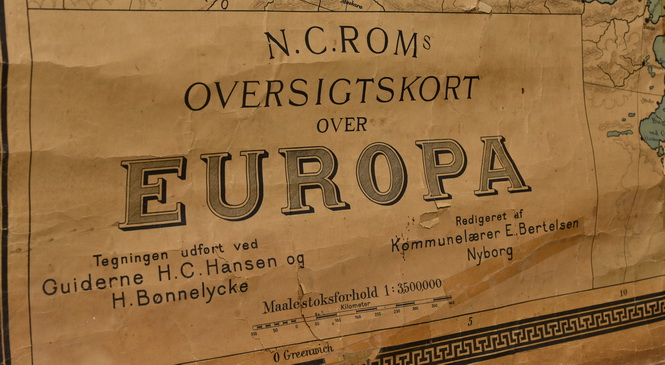 N.C.ROMs
OVERSIGTSKORT
OVER
EUROPA
Tegningen udført ved
Guiderne H.C.Hansen og
H.Bønnelycke
Redigeret af
Kommunelærer E.Bertelsen
Nyborg
Maalestoksforhold 1:3500000
Kilometer
0 Greenwich
5
10